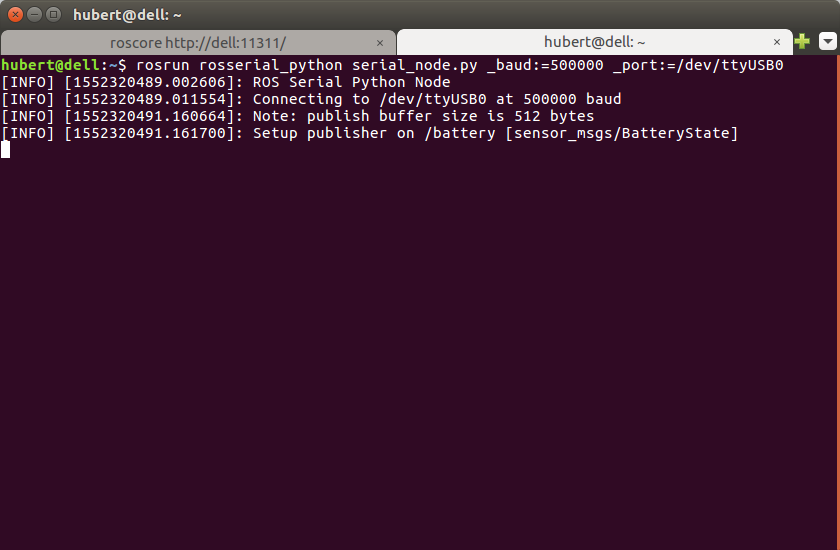 hubert@dell: ~
roscore http://dell:11311/ ×
hubert@dell: ~ ×
hubert@dell:~$ rosrun rosserial_python serial_node.py _baud:=500000 _port:=/dev/ttyUSB0
[INFO] [1552320489.002606]: ROS Serial Python Node
[INFO] [1552320489.011554]: Connecting to /dev/ttyUSB0 at 500000 baud
[INFO] [1552320491.160664]: Note: publish buffer size is 512 bytes
[INFO] [1552320491.161700]: Setup publisher on /battery [sensor_msgs/BatteryState]